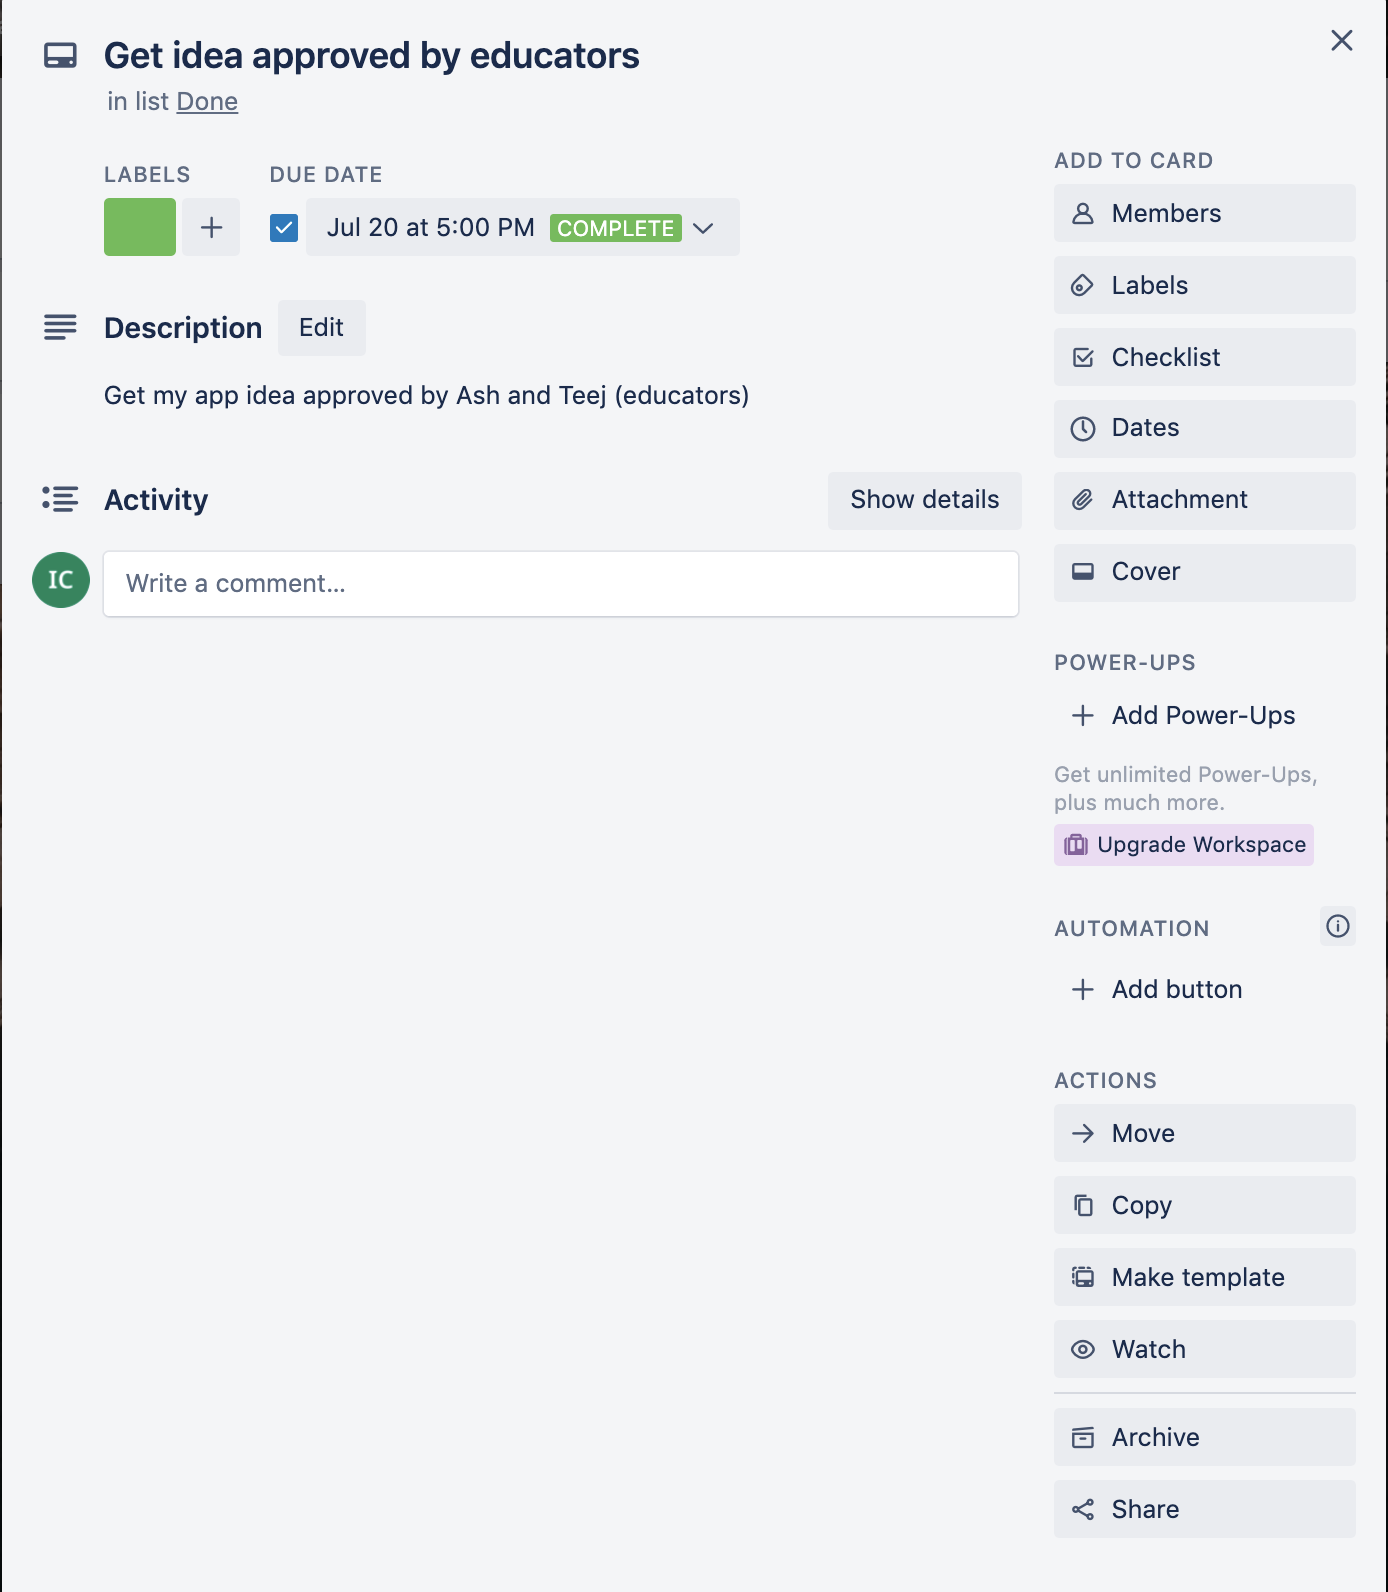 Get idea approved by educators
in list Done
LABELS
DUE DATE
Jul 20 at 5:00 PM COMPLETE
Description Edit
Get my app idea approved by Ash and Teej (educators)
Activity Show details
IC Write a comment...
ADD TO CARD
Members
Labels
Checklist
Dates
Attachment
Cover
POWER-UPS
Add Power-Ups
Get unlimited Power-Ups,
plus much more.
Upgrade Workspace
AUTOMATION
Add button
ACTIONS
Move
Copy
Make template
Watch
Archive
Share